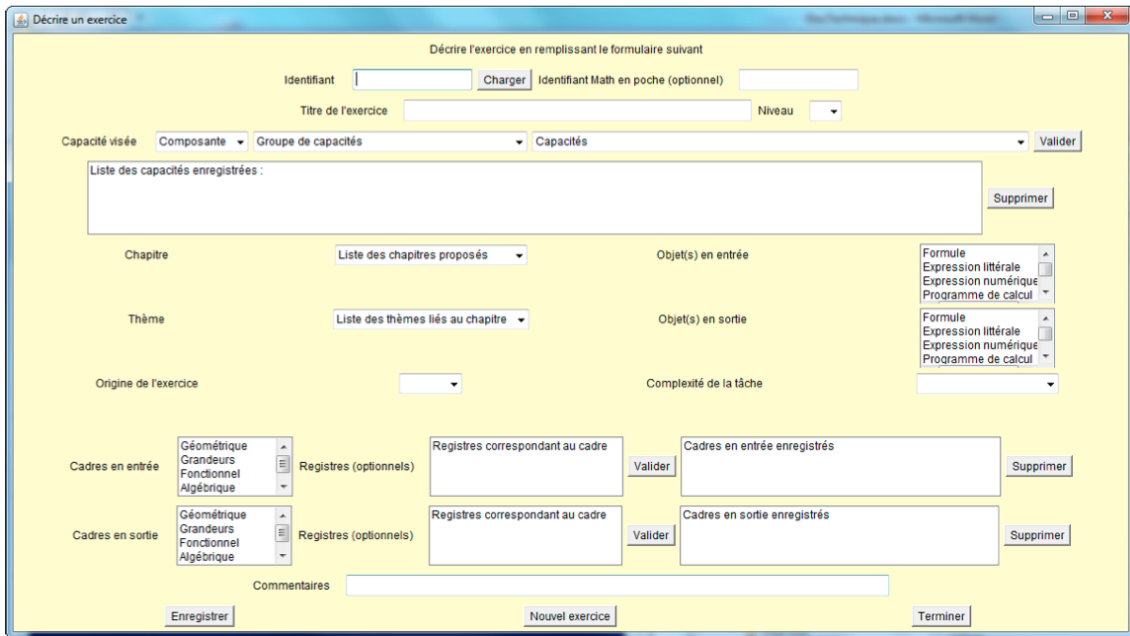 Décrire un exercice
Décrire l'exercice en remplissant le formulaire suivant
Identifiant Charger Identifiant Math en poche (optionnel)
Titre de l'exercice Niveau
Capacité visée Composante Groupe de capacités Capacités Valider
Liste des capacités enregistrées :
Supprimer
Chapitre Liste des chapitres proposés Objet(s) en entrée
Formule
Expression littérale
Expression numérique
Programme de calcul
Thème Liste des thèmes liés au chapitre Objet(s) en sortie
Formule
Expression littérale
Expression numérique
Programme de calcul
Origine de l'exercice Complexité de la tâche
Cadres en entrée
Géométrique
Grandeurs
Fonctionnel
Algébrique
Registres (optionnels) Registres correspondant au cadre Valider Cadres en entrée enregistrés Supprimer
Cadres en sortie
Géométrique
Grandeurs
Fonctionnel
Algébrique
Registres (optionnels) Registres correspondant au cadre Valider Cadres en sortie enregistrés Supprimer
Commentaires
Enregistrer Nouvel exercice Terminer